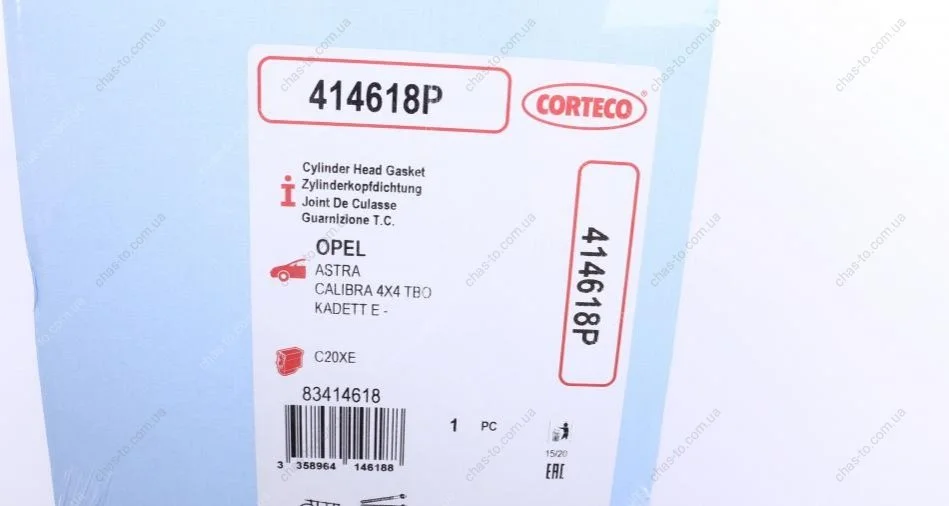 414618P
CORTECO
Cylinder Head Gasket
Zylinderkopfdichtung
Joint De Culasse
Guarnizione T.C.
OPEL
ASTRA
CALIBRA 4X4 TBO
KADETT E -
C20XE
83414618
3 358964 146188
1 PC
15/20
EAC
414618P
chas-to.com.ua